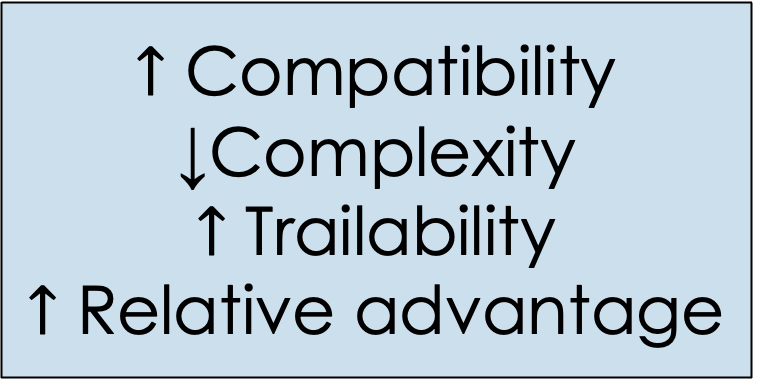 ↑ Compatibility
↓Complexity
↑ Trailability
↑ Relative advantage